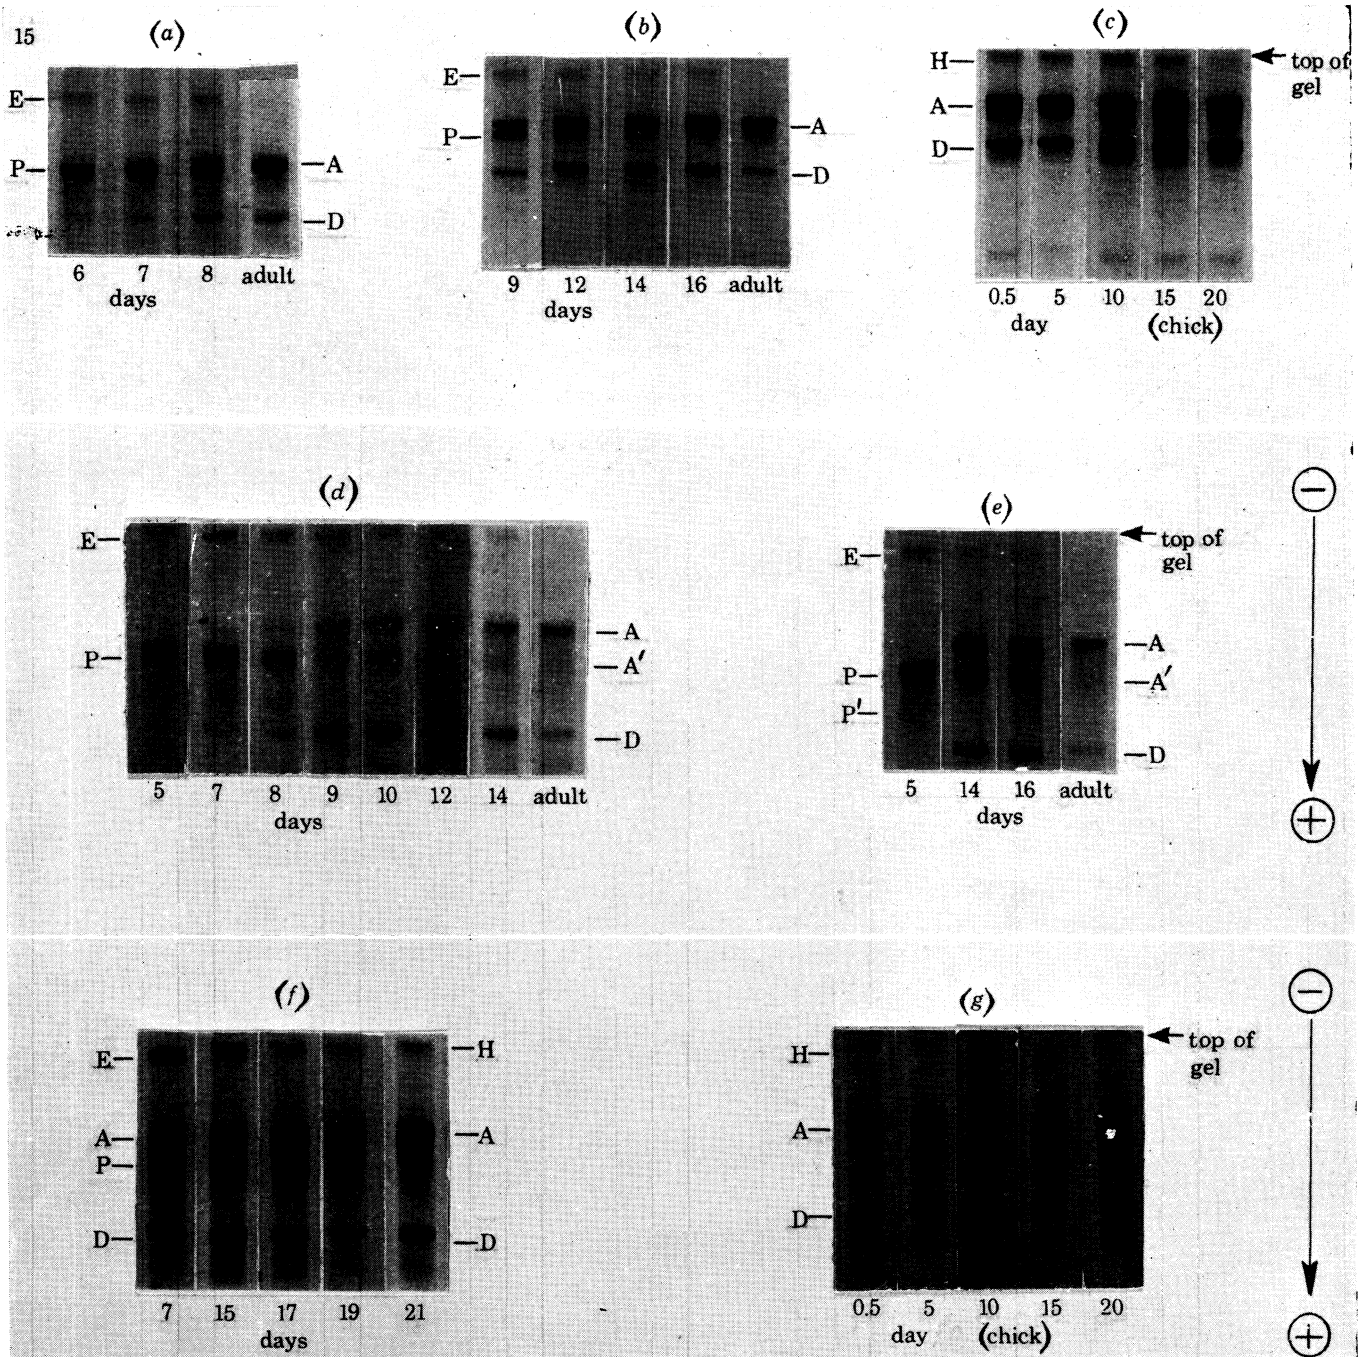 15
(a)
E
P
A
D
6 7 8 adult
days
(b)
E
P
A
D
9 12 14 16 adult
days
(c)
H
A
D
top of
gel
0.5 5 10 15 20
day (chick)
(d)
E
P
A
A′
D
5 7 8 9 10 12 14 adult
days
(e)
E
P
P′
top of
gel
A
A′
D
5 14 16 adult
days
−
+
(f)
E
A
P
D
H
A
D
7 15 17 19 21
days
(g)
H
A
D
top of
gel
0.5 5 10 15 20
day (chick)
−
+